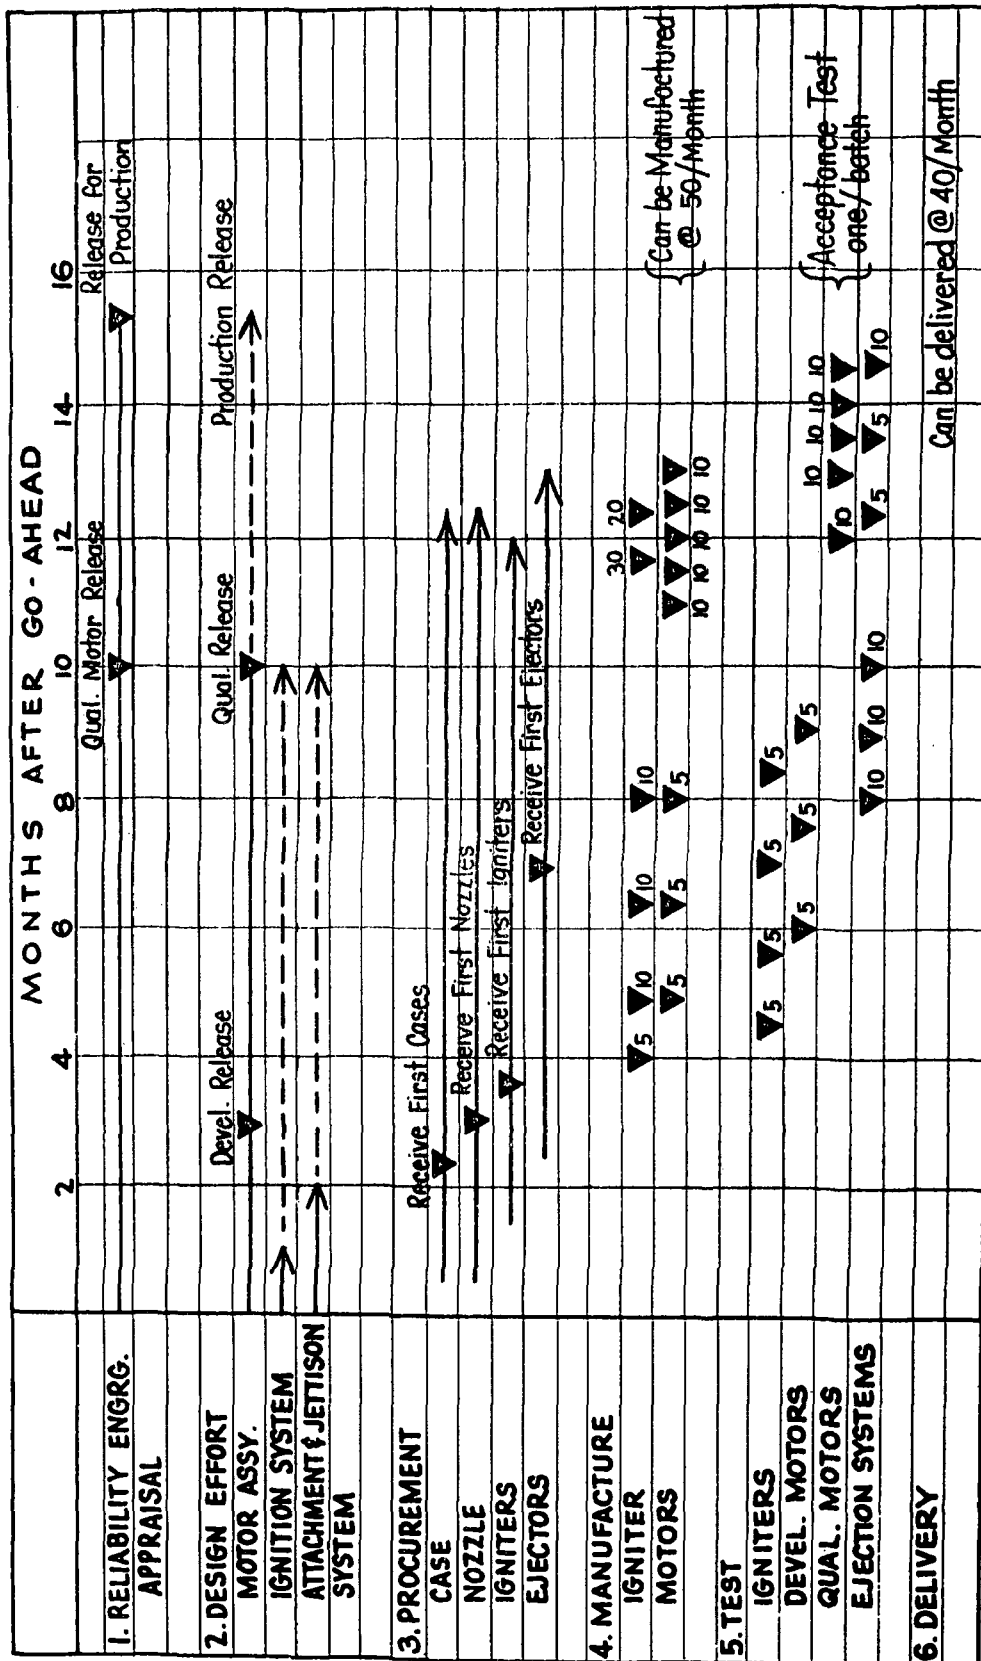 MONTHS AFTER GO-AHEAD
2 4 6 8 10 12 14 16
1. RELIABILITY ENGRG.
APPRAISAL
Qual. Motor Release
Release for
Production
2. DESIGN EFFORT
MOTOR ASSY.
Devel. Release
Qual. Release
Production Release
IGNITION SYSTEM
ATTACHMENT & JETTISON
SYSTEM
3. PROCUREMENT
CASE
Receive First Cases
NOZZLE
Receive First Nozzles
IGNITERS
Receive First Igniters
EJECTORS
Receive First Ejectors
4. MANUFACTURE
IGNITER
5 10 10 10 30 20
MOTORS
5 5 5 10 10 10 10 10
Can be Manufactured
@ 50/Month
5. TEST
IGNITERS
5 5 5 5
DEVEL. MOTORS
5 5 5
QUAL. MOTORS
10 10 10 10 10
EJECTION SYSTEMS
10 10 10 5 5 10
Acceptance Test
one/batch
6. DELIVERY
Can be delivered @ 40/Month